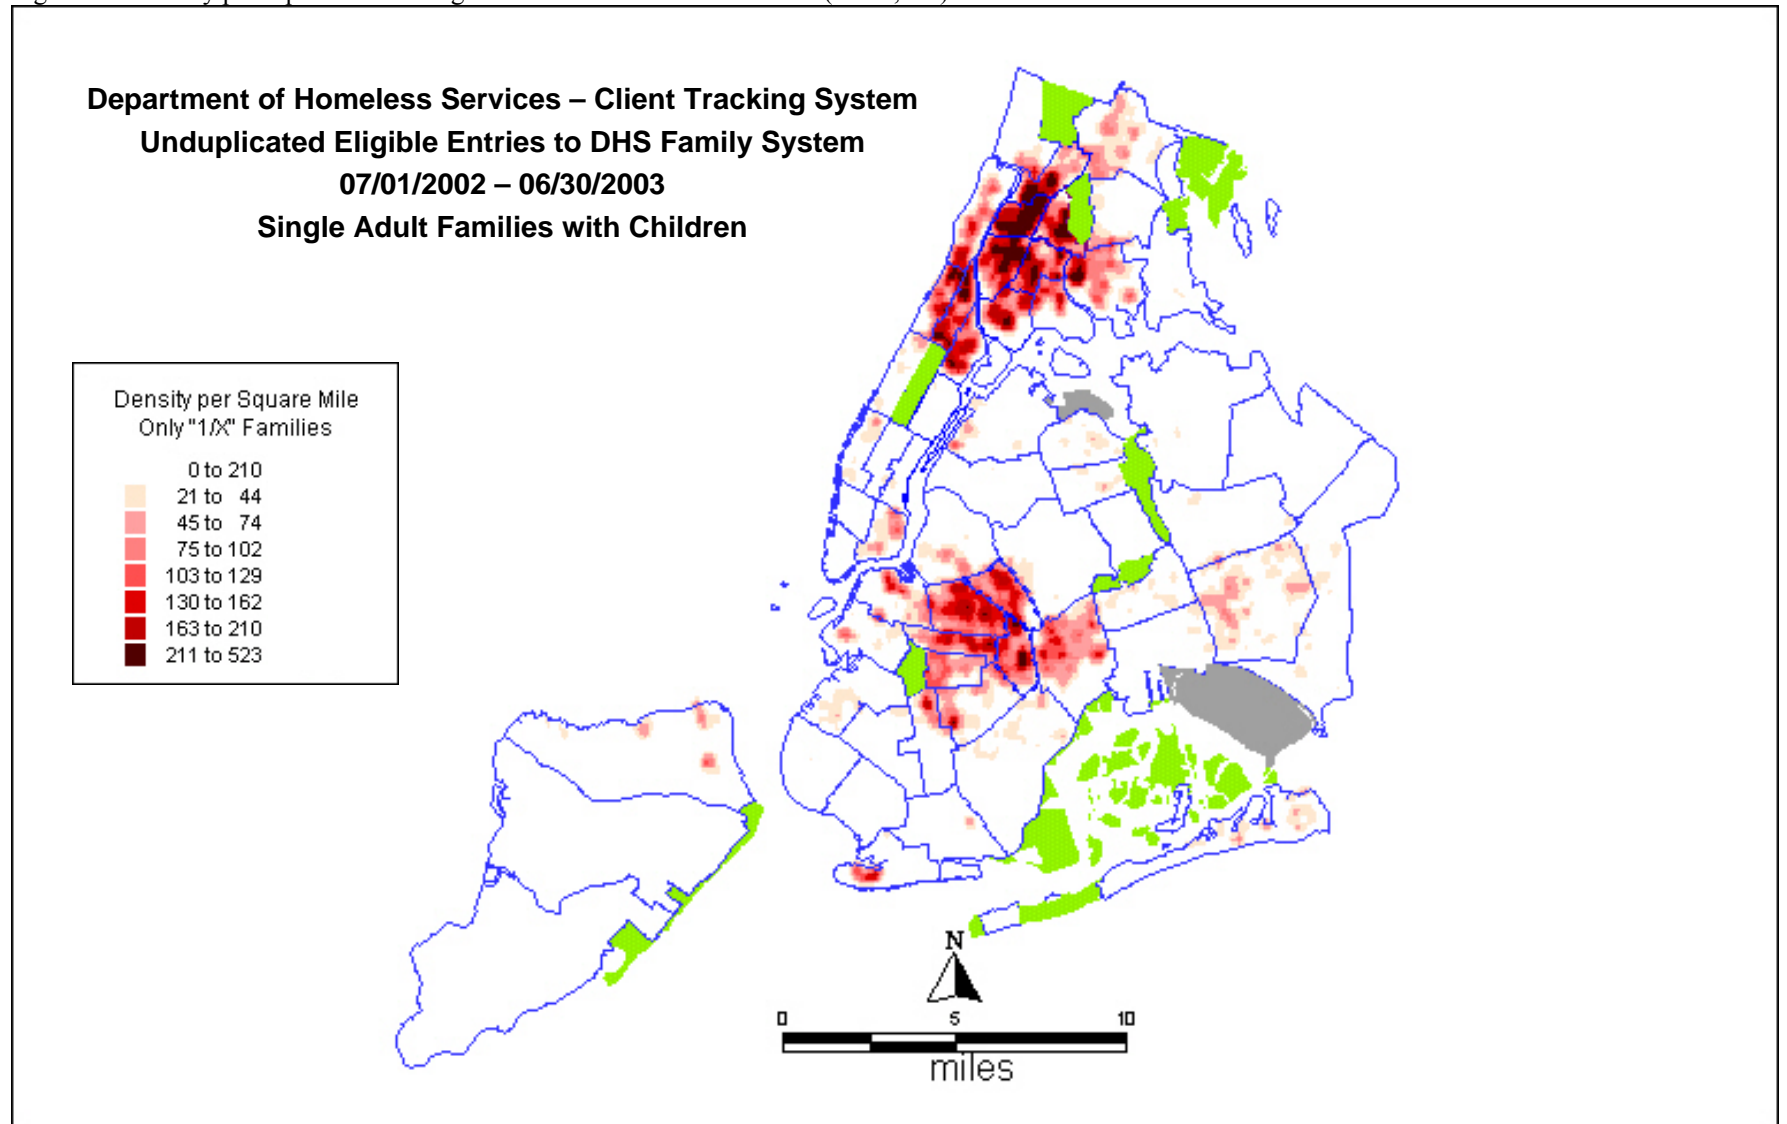 Department of Homeless Services – Client Tracking System
Unduplicated Eligible Entries to DHS Family System
07/01/2002 – 06/30/2003
Single Adult Families with Children
Density per Square Mile
Only "1/X" Families
0 to 210
21 to 44
45 to 74
75 to 102
103 to 129
130 to 162
163 to 210
211 to 523
N
0 5 10
miles